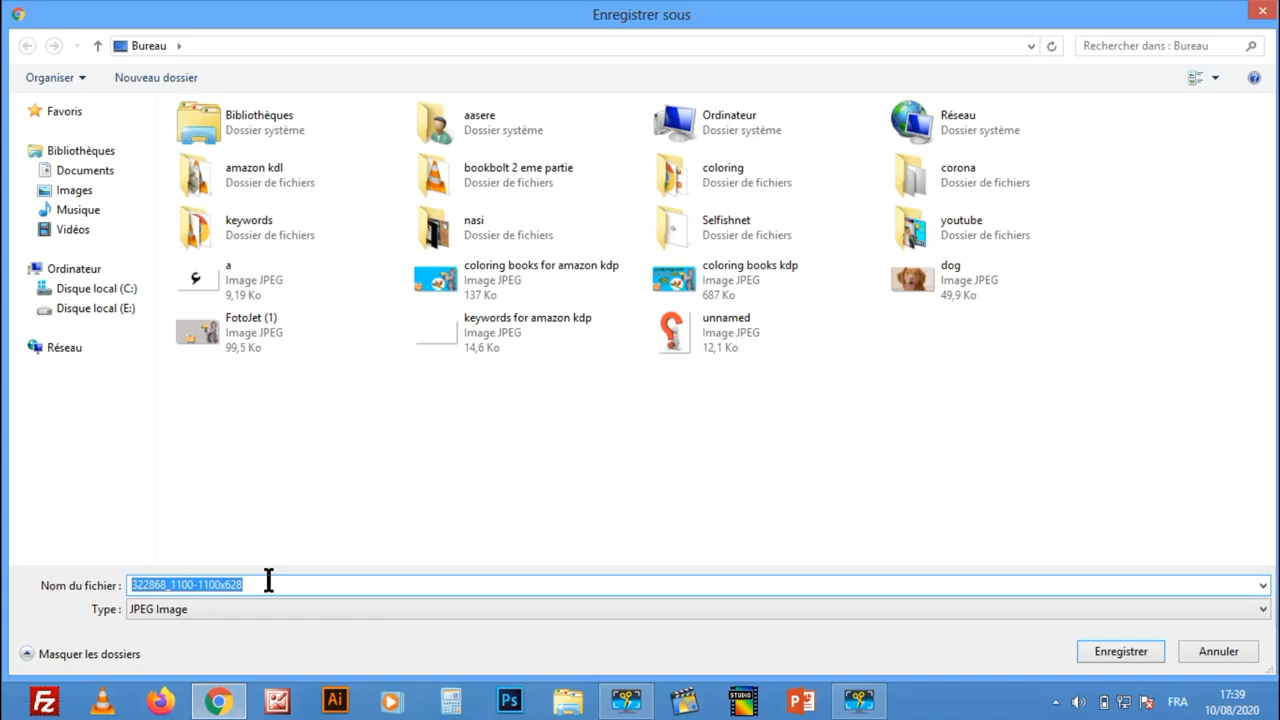 Enregistrer sous
Bureau
Rechercher dans : Bureau
Organiser
Nouveau dossier
Favoris
Bibliothèques
Documents
Images
Musique
Vidéos
Ordinateur
Disque local (C:)
Disque local (E:)
Réseau
Bibliothèques
Dossier système
aasere
Dossier système
Ordinateur
Dossier système
Réseau
Dossier système
amazon kdl
Dossier de fichiers
bookbolt 2 eme partie
Dossier de fichiers
coloring
Dossier de fichiers
corona
Dossier de fichiers
keywords
Dossier de fichiers
nasi
Dossier de fichiers
Selfishnet
Dossier de fichiers
youtube
Dossier de fichiers
a
Image JPEG
9,19 Ko
coloring books for amazon kdp
Image JPEG
137 Ko
coloring books kdp
Image JPEG
687 Ko
dog
Image JPEG
49,9 Ko
FotoJet (1)
Image JPEG
99,5 Ko
keywords for amazon kdp
Image JPEG
14,6 Ko
unnamed
Image JPEG
12,1 Ko
Nom du fichier : 322868_1100-1100x628
Type : JPEG Image
Masquer les dossiers
Enregistrer
Annuler
Fz
Ai
Ps
STUDIO
P
FRA
17:39
10/08/2020